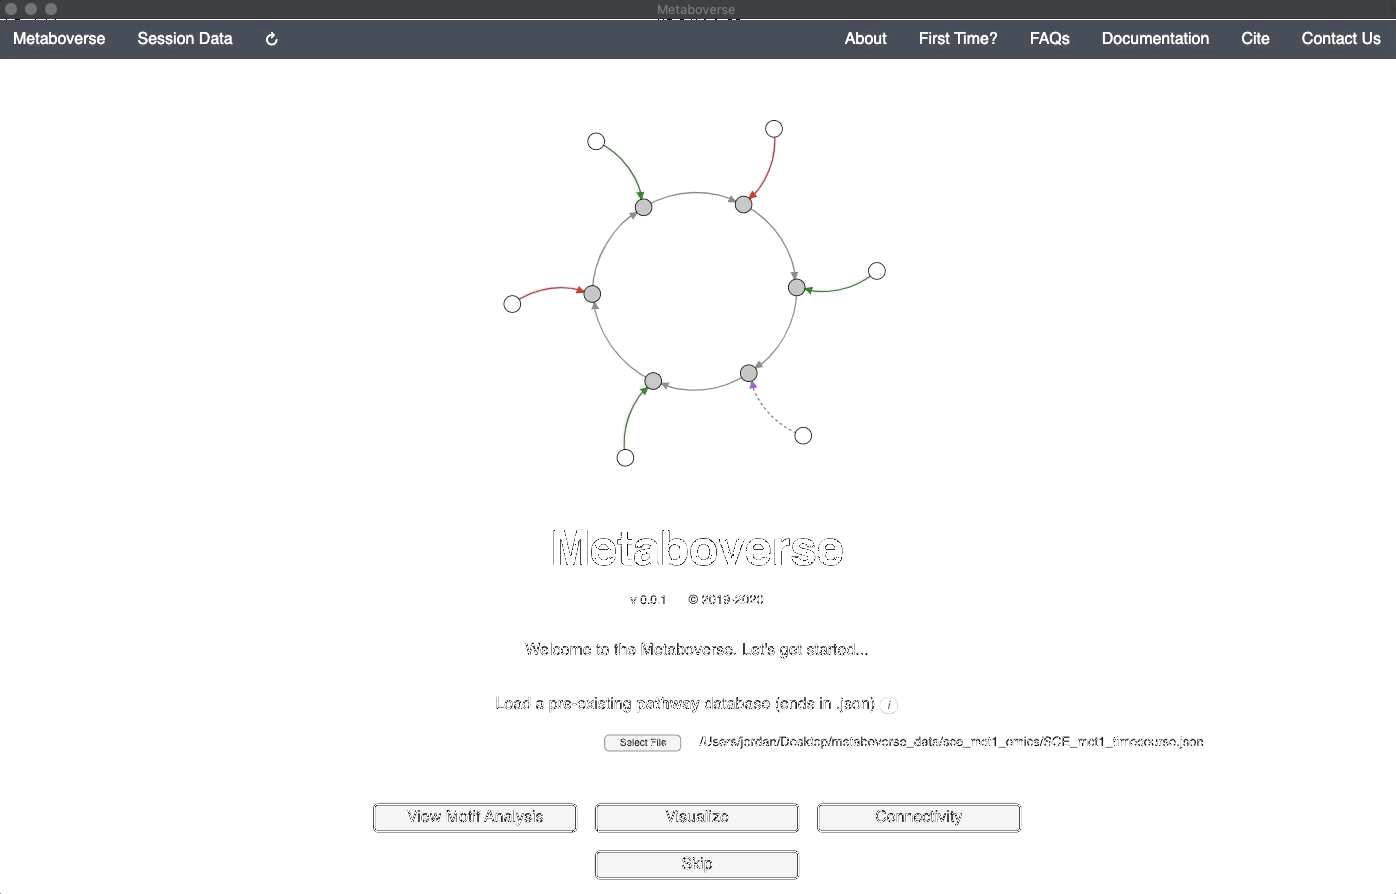 Metaboverse
Metaboverse Session Data About First Time? FAQs Documentation Cite Contact Us
Metaboverse
v 0.0.1 © 2019-2020
Welcome to the Metaboverse. Let's get started...
Load a pre-existing pathway database (ends in .json) i
Select File /Users/jordan/Desktop/metaboverse_data/sce_mct1_omics/SCE_mct1_timecourse.json
View Motif Analysis Visualize Connectivity
Skip